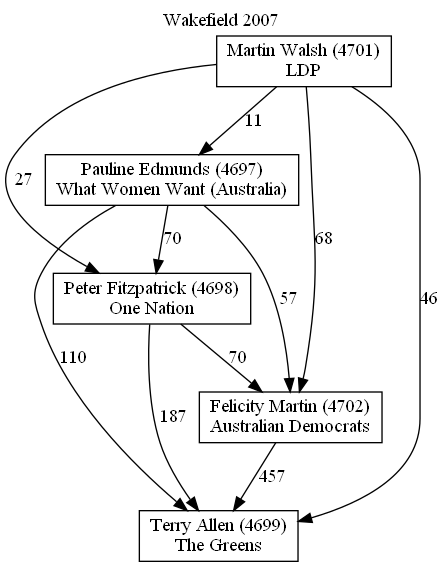 Wakefield 2007
Martin Walsh (4701)
LDP
11
Pauline Edmunds (4697)
What Women Want (Australia)
27
70
68
57
46
Peter Fitzpatrick (4698)
One Nation
110
70
187
Felicity Martin (4702)
Australian Democrats
457
Terry Allen (4699)
The Greens